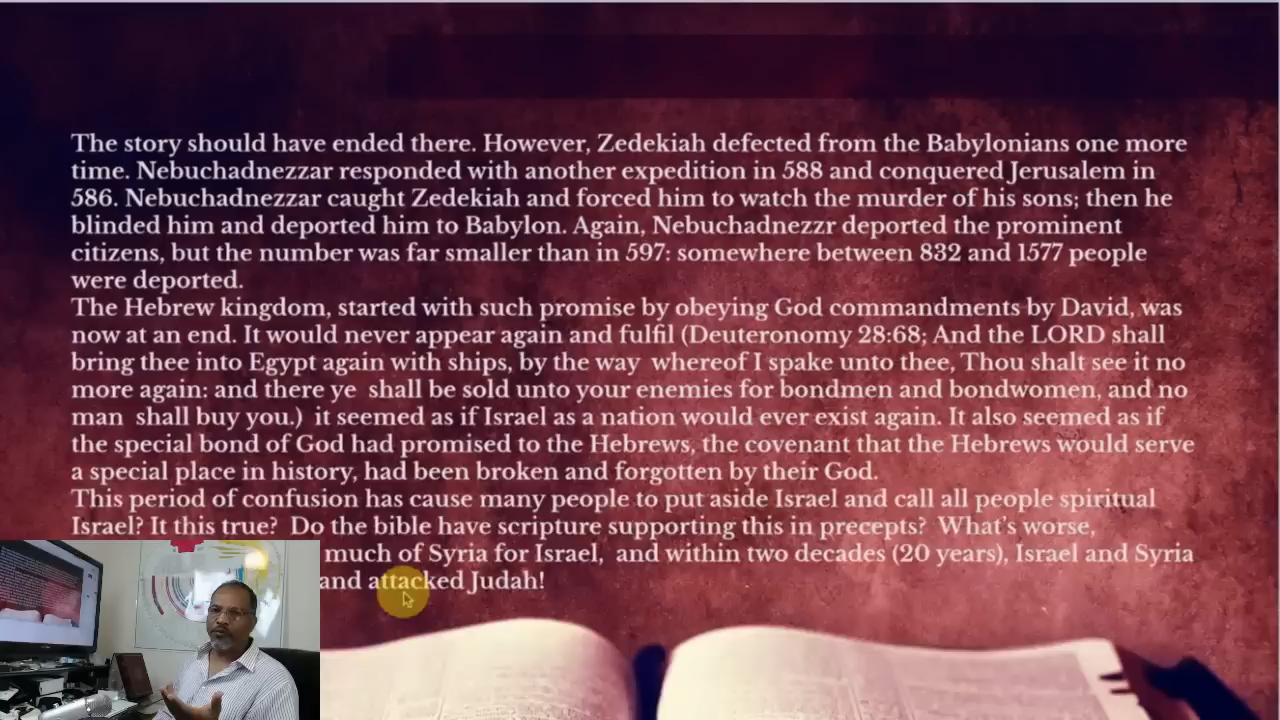 The story should have ended there. However, Zedekiah defected from the Babylonians one more
time. Nebuchadnezzar responded with another expedition in 588 and conquered Jerusalem in
586. Nebuchadnezzar caught Zedekiah and forced him to watch the murder of his sons; then he
blinded him and deported him to Babylon. Again, Nebuchadnezzr deported the prominent
citizens, but the number was far smaller than in 597: somewhere between 832 and 1577 people
were deported.
The Hebrew kingdom, started with such promise by obeying God commandments by David, was
now at an end. It would never appear again and fulfil (Deuteronomy 28:68; And the LORD shall
bring thee into Egypt again with ships, by the way whereof I spake unto thee, Thou shalt see it no
more again: and there ye shall be sold unto your enemies for bondmen and bondwomen, and no
man shall buy you.) it seemed as if Israel as a nation would ever exist again. It also seemed as if
the special bond of God had promised to the Hebrews, the covenant that the Hebrews would serve
a special place in history, had been broken and forgotten by their God.
This period of confusion has cause many people to put aside Israel and call all people spiritual
Israel? It this true? Do the bible have scripture supporting this in precepts? What's worse,
much of Syria for Israel, and within two decades (20 years), Israel and Syria
and attacked Judah!